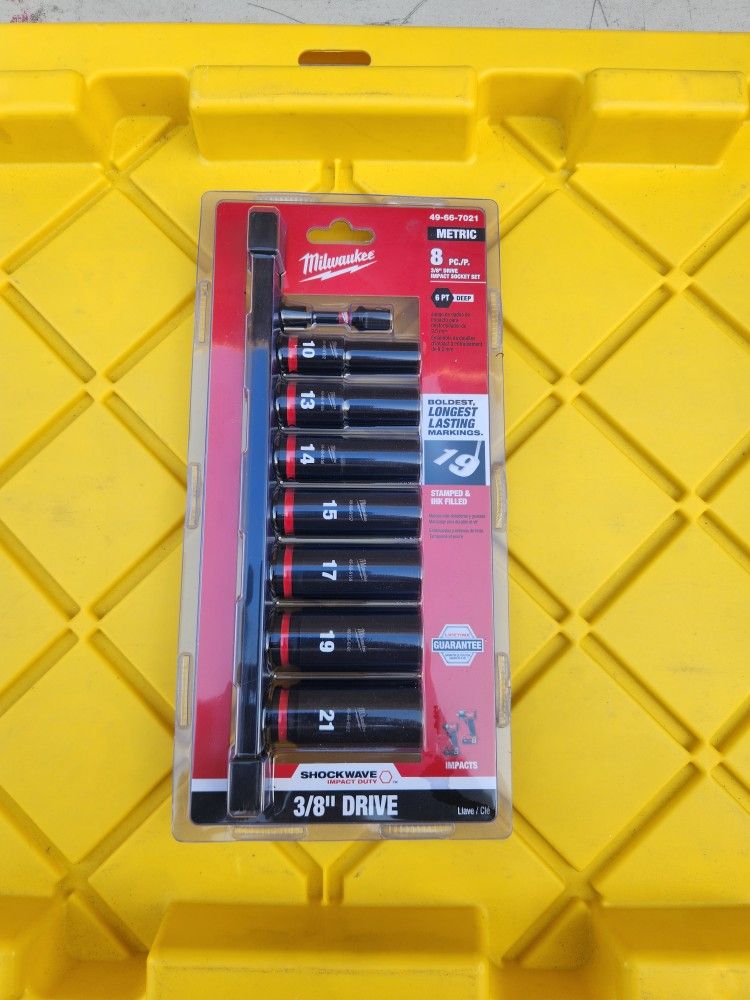 49-66-7021
METRIC
Milwaukee
8 PC./P.
3/8" DRIVE
IMPACT SOCKET SET
6 PT DEEP
10
13
14
15
17
19
21
BOLDEST,
LONGEST
LASTING
MARKINGS.
19
STAMPED &
INK FILLED
LIFETIME
GUARANTEE
IMPACTS
SHOCKWAVE
IMPACT DUTY™
3/8" DRIVE
Llave / Clé